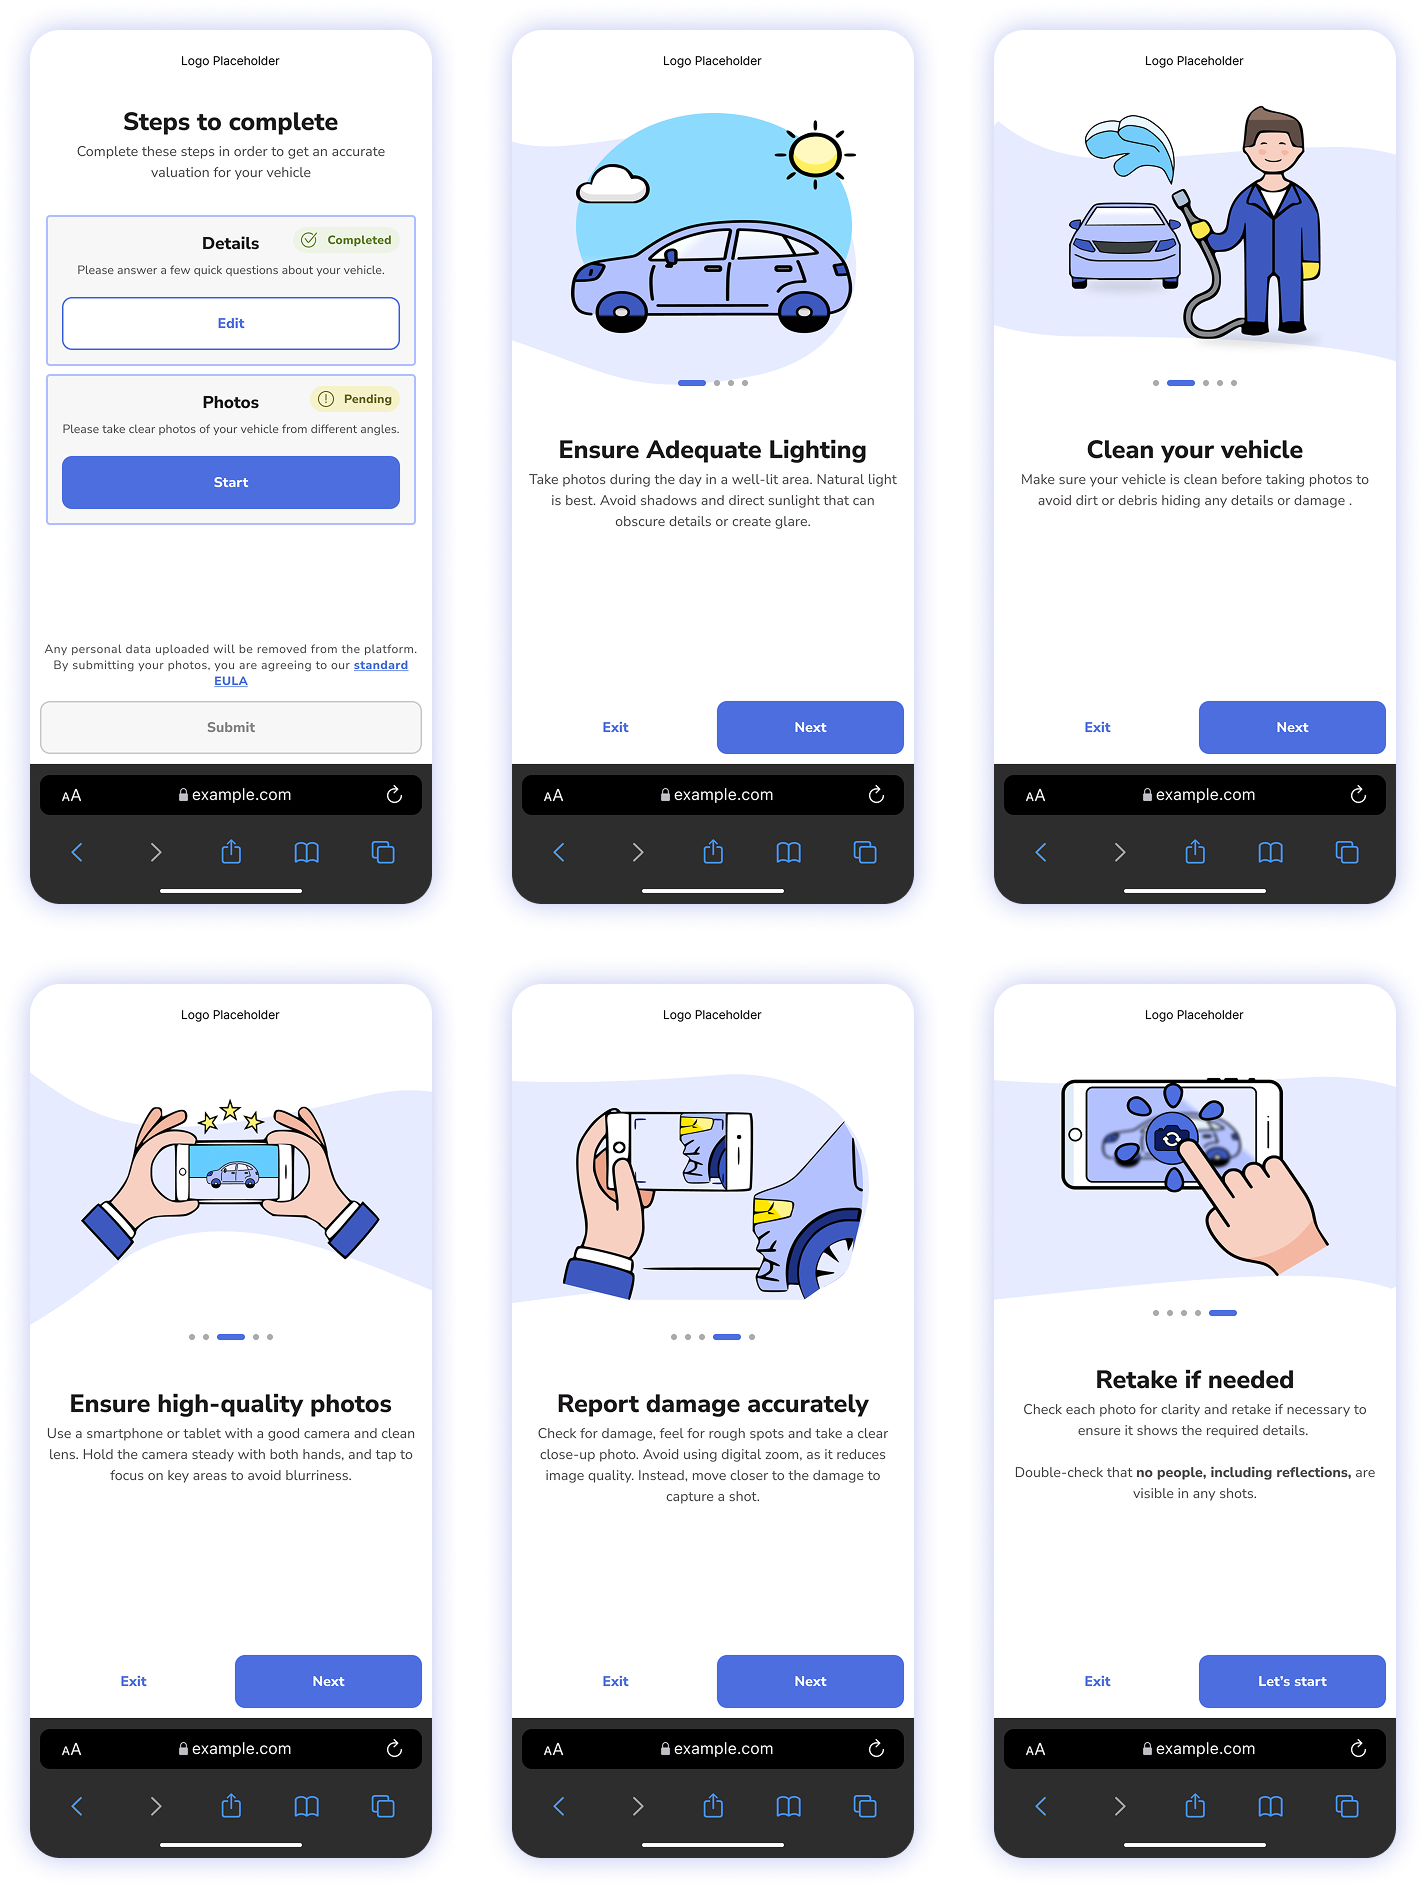 Logo Placeholder
Steps to complete
Complete these steps in order to get an accurate
valuation for your vehicle
Details
Completed
Please answer a few quick questions about your vehicle.
Edit
Photos
Pending
Please take clear photos of your vehicle from different angles.
Start
Any personal data uploaded will be removed from the platform.
By submitting your photos, you are agreeing to our standard
EULA
Submit
AA
example.com
Logo Placeholder
Ensure Adequate Lighting
Take photos during the day in a well-lit area. Natural light
is best. Avoid shadows and direct sunlight that can
obscure details or create glare.
Exit
Next
AA
example.com
Logo Placeholder
Clean your vehicle
Make sure your vehicle is clean before taking photos to
avoid dirt or debris hiding any details or damage .
Exit
Next
AA
example.com
Logo Placeholder
Ensure high-quality photos
Use a smartphone or tablet with a good camera and clean
lens. Hold the camera steady with both hands, and tap to
focus on key areas to avoid blurriness.
Exit
Next
AA
example.com
Logo Placeholder
Report damage accurately
Check for damage, feel for rough spots and take a clear
close-up photo. Avoid using digital zoom, as it reduces
image quality. Instead, move closer to the damage to
capture a shot.
Exit
Next
AA
example.com
Logo Placeholder
Retake if needed
Check each photo for clarity and retake if necessary to
ensure it shows the required details.
Double-check that no people, including reflections, are
visible in any shots.
Exit
Let's start
AA
example.com